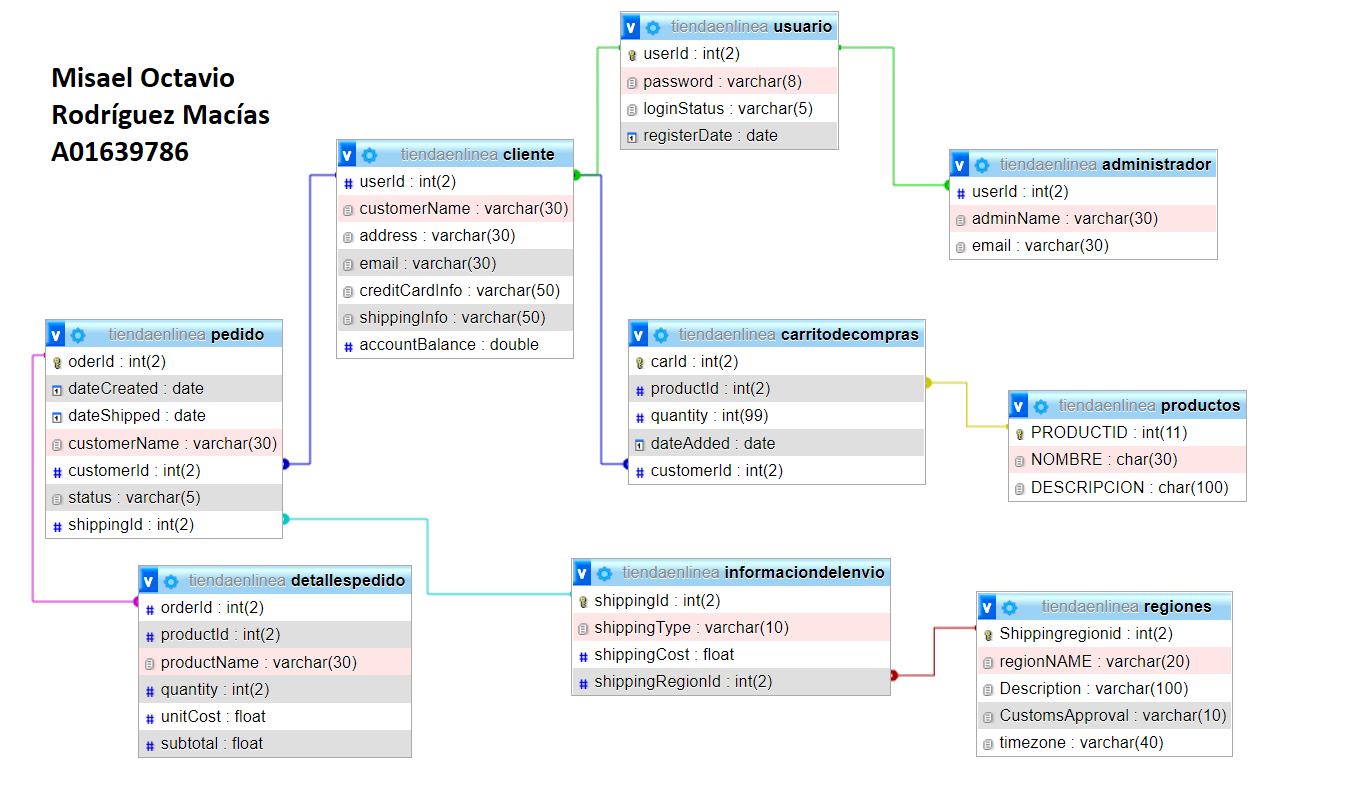 Misael Octavio
Rodríguez Macías
A01639786
v tiendaenlinea usuario
userId : int(2)
password : varchar(8)
loginStatus : varchar(5)
registerDate : date
v tiendaenlinea cliente
# userId : int(2)
customerName : varchar(30)
address : varchar(30)
email : varchar(30)
creditCardInfo : varchar(50)
shippingInfo : varchar(50)
# accountBalance : double
v tiendaenlinea administrador
# userId : int(2)
adminName : varchar(30)
email : varchar(30)
v tiendaenlinea pedido
oderId : int(2)
dateCreated : date
dateShipped : date
customerName : varchar(30)
# customerId : int(2)
status : varchar(5)
# shippingId : int(2)
v tiendaenlinea carritodecompras
carId : int(2)
# productId : int(2)
# quantity : int(99)
dateAdded : date
# customerId : int(2)
v tiendaenlinea productos
PRODUCTID : int(11)
NOMBRE : char(30)
DESCRIPCION : char(100)
v tiendaenlinea detallespedido
# orderId : int(2)
# productId : int(2)
productName : varchar(30)
# quantity : int(2)
# unitCost : float
# subtotal : float
v tiendaenlinea informaciondelenvio
shippingId : int(2)
shippingType : varchar(10)
# shippingCost : float
# shippingRegionId : int(2)
v tiendaenlinea regiones
Shippingregionid : int(2)
regionNAME : varchar(20)
Description : varchar(100)
CustomsApproval : varchar(10)
timezone : varchar(40)